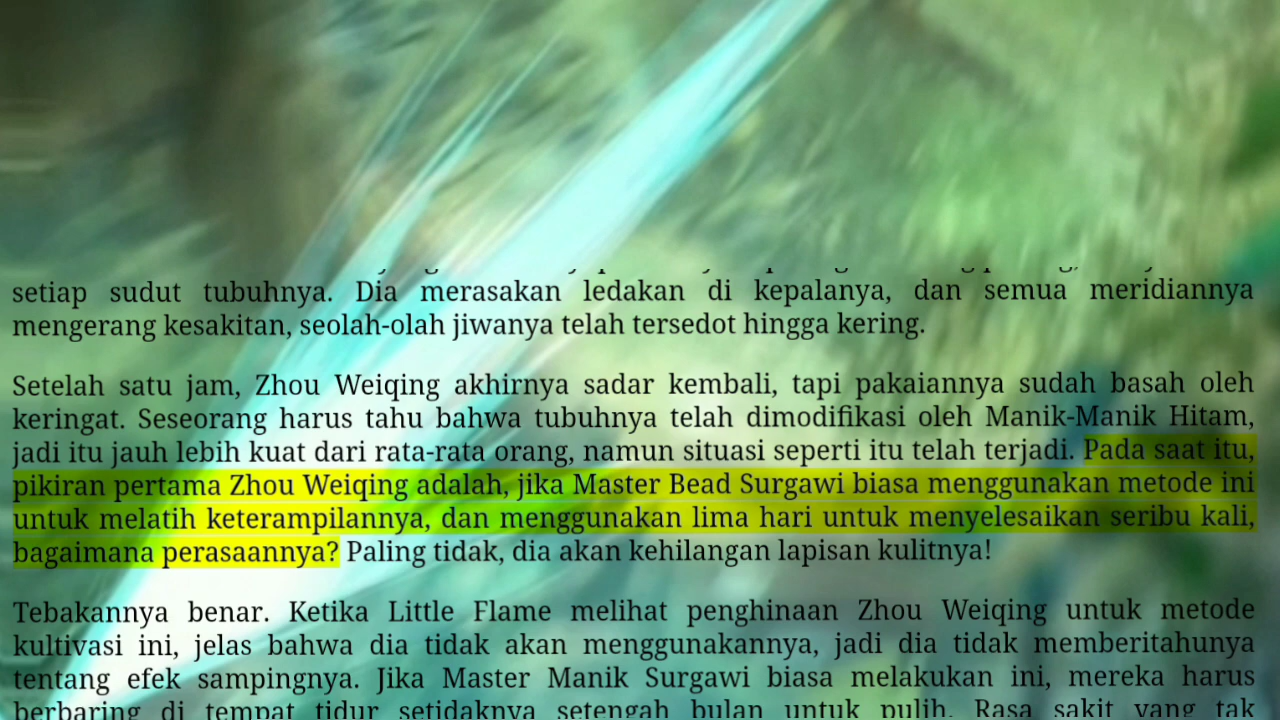 setiap sudut tubuhnya. Dia merasakan ledakan di kepalanya, dan semua meridiannya
mengerang kesakitan, seolah-olah jiwanya telah tersedot hingga kering.
Setelah satu jam, Zhou Weiqing akhirnya sadar kembali, tapi pakaiannya sudah basah oleh
keringat. Seseorang harus tahu bahwa tubuhnya telah dimodifikasi oleh Manik-Manik Hitam,
jadi itu jauh lebih kuat dari rata-rata orang, namun situasi seperti itu telah terjadi. Pada saat itu,
pikiran pertama Zhou Weiqing adalah, jika Master Bead Surgawi biasa menggunakan metode ini
untuk melatih keterampilannya, dan menggunakan lima hari untuk menyelesaikan seribu kali,
bagaimana perasaannya? Paling tidak, dia akan kehilangan lapisan kulitnya!
Tebakannya benar. Ketika Little Flame melihat penghinaan Zhou Weiqing untuk metode
kultivasi ini, jelas bahwa dia tidak akan menggunakannya, jadi dia tidak memberitahunya
tentang efek sampingnya. Jika Master Manik Surgawi biasa melakukan ini, mereka harus
berbaring di tempat tidur setidaknya setengah bulan untuk pulih. Rasa sakit yang tak